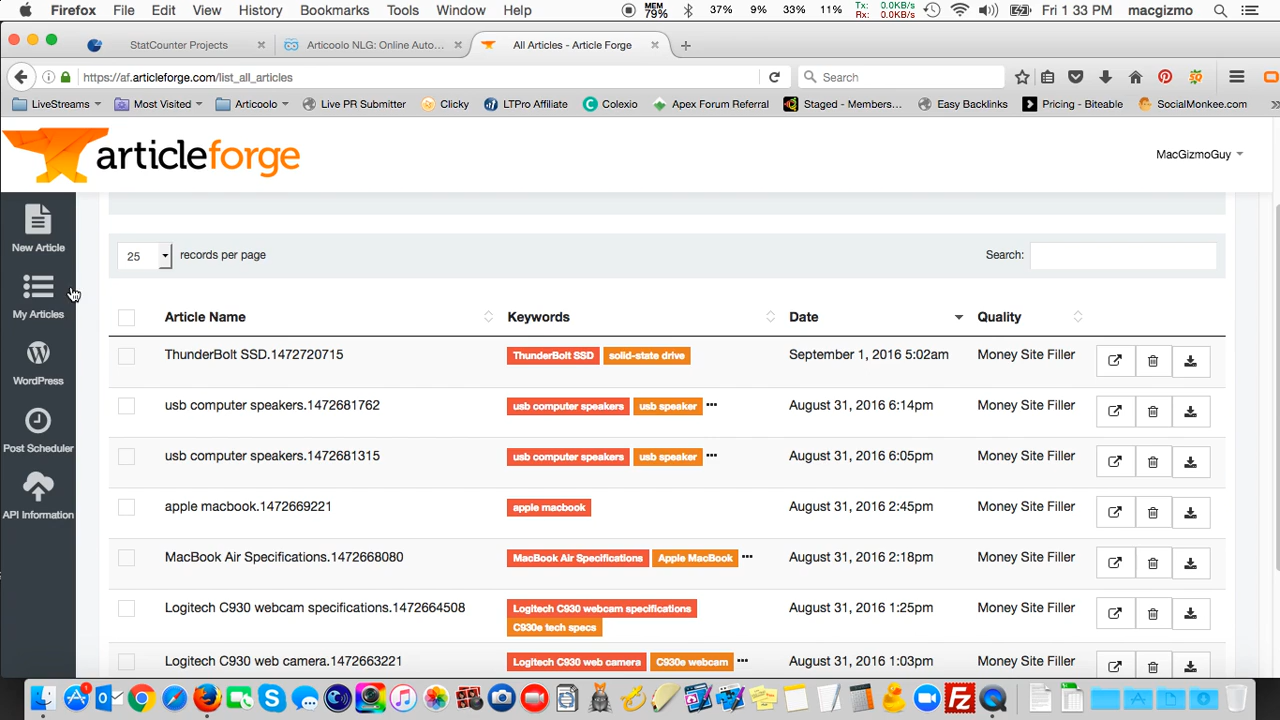 Firefox File Edit View History Bookmarks Tools Window Help MEM 79% 37% 9% 33% 11% Tx: 0.0KB/s Rx: 0.0KB/s Fri 1 33 PM macgizmo
StatCounter Projects × Articoolo NLG: Online Auto... × All Articles - Article Forge × +
https://af.articleforge.com/list_all_articles Search
LiveStreams Most Visited Articoolo Live PR Submitter Clicky LTPro Affiliate Colexio Apex Forum Referral Staged - Members... Easy Backlinks Pricing - Biteable SocialMonkee.com
articleforge
MacGizmoGuy
New Article
My Articles
WordPress
Post Scheduler
API Information
25 records per page Search:
Article Name Keywords Date Quality
ThunderBolt SSD.1472720715 ThunderBolt SSD solid-state drive September 1, 2016 5:02am Money Site Filler
usb computer speakers.1472681762 usb computer speakers usb speaker ••• August 31, 2016 6:14pm Money Site Filler
usb computer speakers.1472681315 usb computer speakers usb speaker ••• August 31, 2016 6:05pm Money Site Filler
apple macbook.1472669221 apple macbook August 31, 2016 2:45pm Money Site Filler
MacBook Air Specifications.1472668080 MacBook Air Specifications Apple MacBook ••• August 31, 2016 2:18pm Money Site Filler
Logitech C930 webcam specifications.1472664508 Logitech C930 webcam specifications August 31, 2016 1:25pm Money Site Filler
C930e tech specs
Logitech C930 web camera.1472663221 Logitech C930 web camera C930e webcam ••• August 31, 2016 1:03pm Money Site Filler